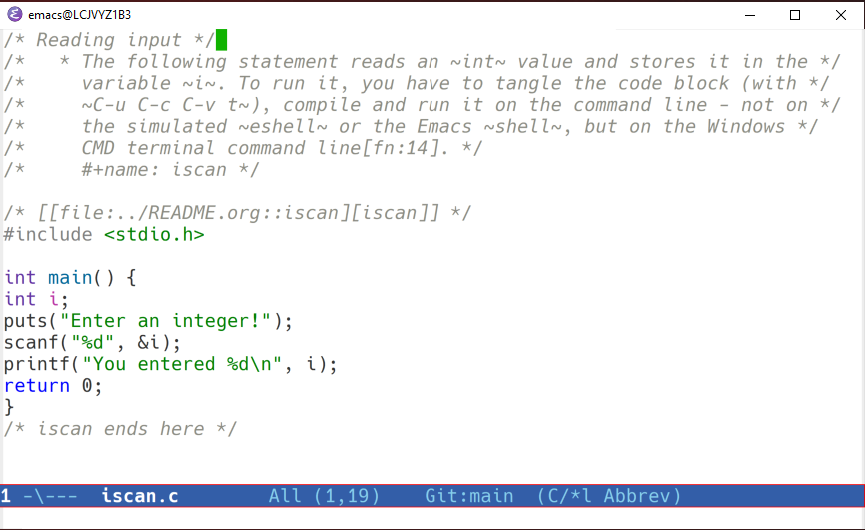 emacs@LCJVYZ1B3
/* Reading input */
/*   * The following statement reads an ~int~ value and stores it in the */
/*     variable ~i~. To run it, you have to tangle the code block (with */
/*     ~C-u C-c C-v t~), compile and run it on the command line - not on */
/*     the simulated ~eshell~ or the Emacs ~shell~, but on the Windows */
/*     CMD terminal command line[fn:14]. */
/*     #+name: iscan */
/* [[file:../README.org::iscan][iscan]] */
#include <stdio.h>
int main() {
int i;
puts("Enter an integer!");
scanf("%d", &i);
printf("You entered %d\n", i);
return 0;
}
/* iscan ends here */
1 -\---  iscan.c        All (1,19)    Git:main  (C/*l Abbrev)